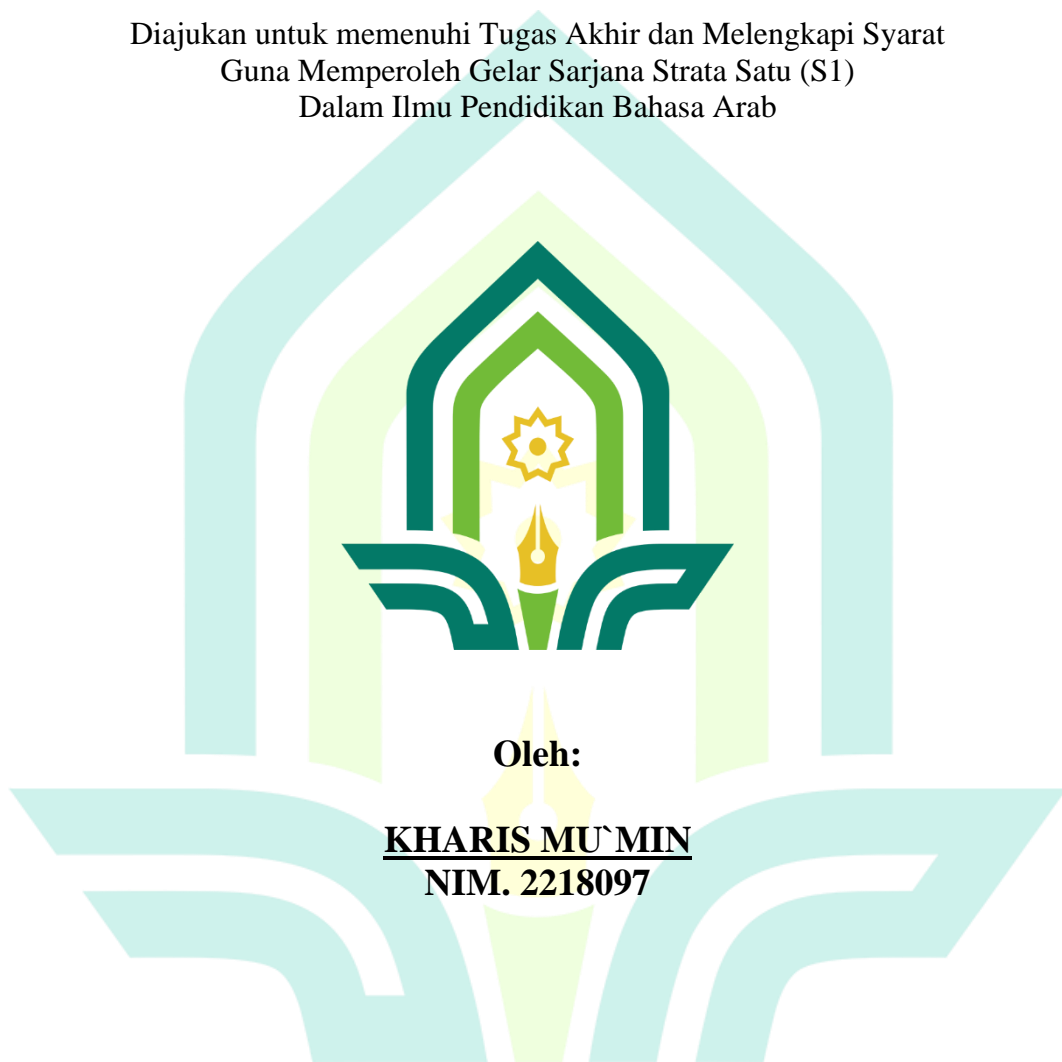 Diajukan untuk memenuhi Tugas Akhir dan Melengkapi Syarat
Guna Memperoleh Gelar Sarjana Strata Satu (S1)
Dalam Ilmu Pendidikan Bahasa Arab
Oleh:
KHARIS MU`MIN
NIM. 2218097